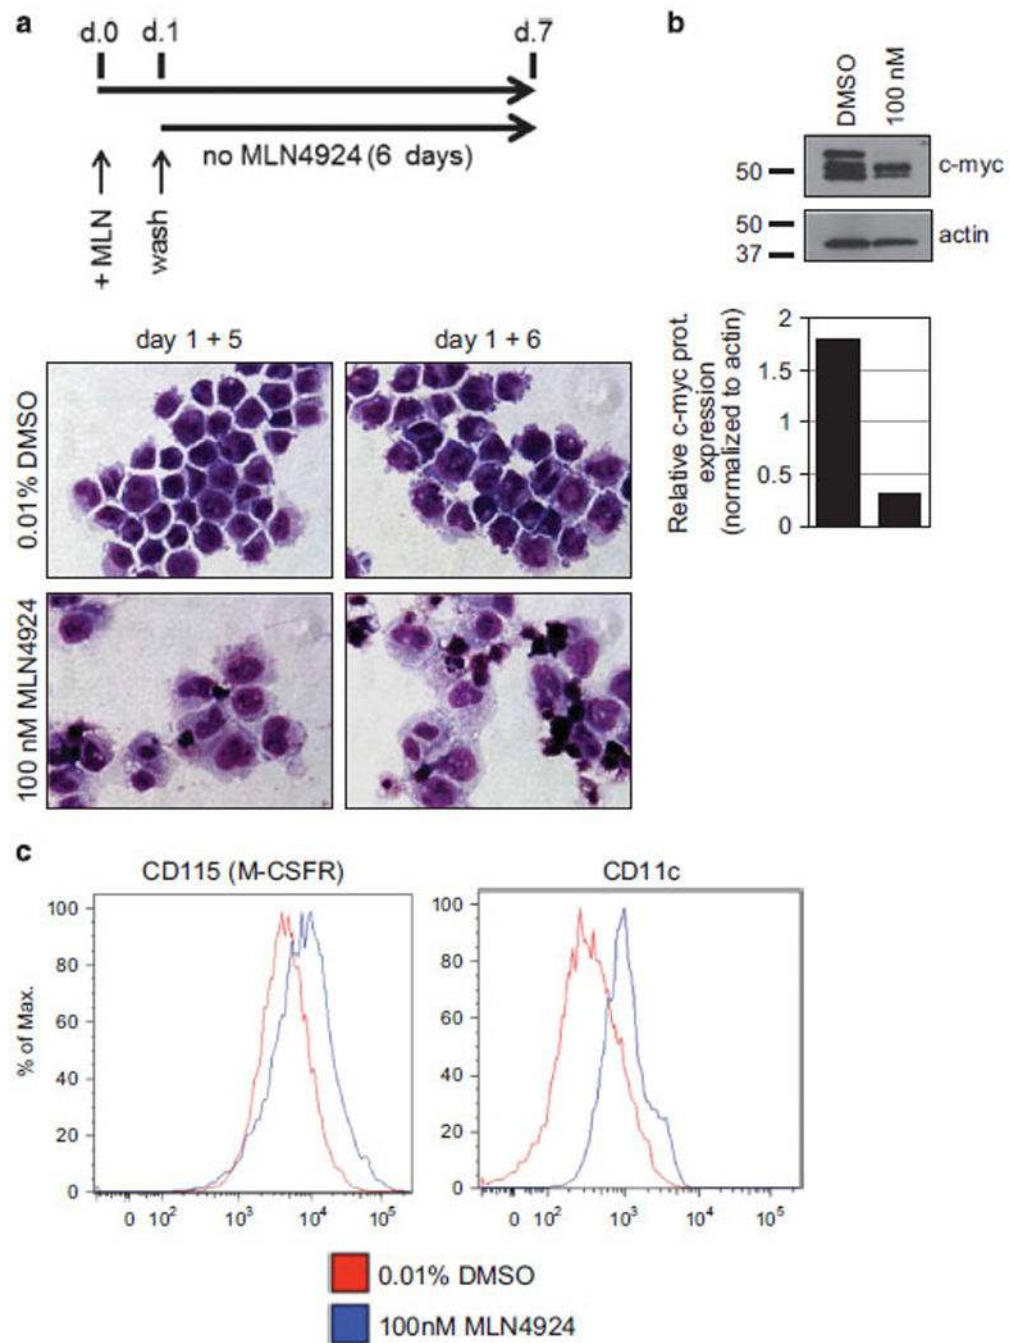 a
d.0 d.1 d.7
no MLN4924 (6 days)
+ MLN
wash
day 1 + 5
day 1 + 6
0.01% DMSO
100 nM MLN4924
b
DMSO
100 nM
50
c-myc
50
37
actin
Relative c-myc prot.
expression
(normalized to actin)
2
1.5
1
0.5
0
c
CD115 (M-CSFR)
% of Max.
100
80
60
40
20
0
0 10² 10³ 10⁴ 10⁵
CD11c
100
80
60
40
20
0
0 10² 10³ 10⁴ 10⁵
0.01% DMSO
100nM MLN4924